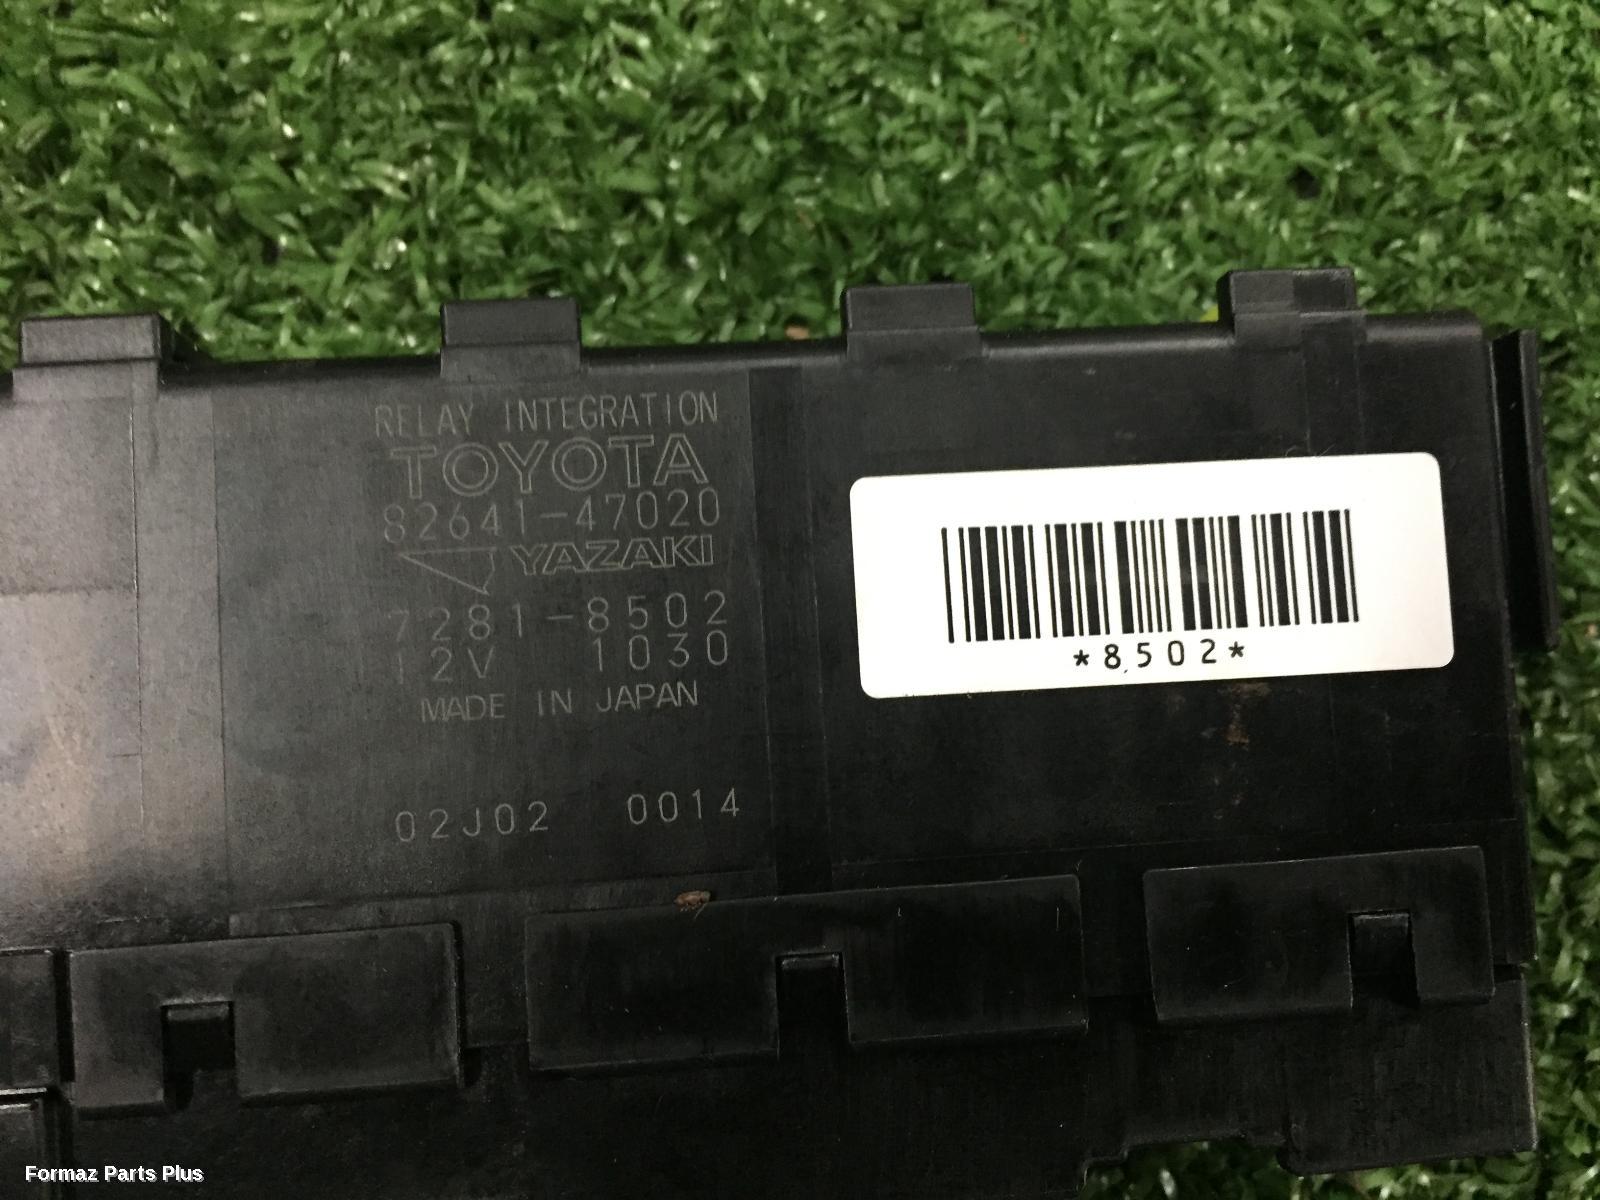 RELAY INTEGRATION
TOYOTA
82641-47020
YAZAKI
7281-8502
12V 1030
MADE IN JAPAN
02J02 0014
*8502*
Formaz Parts Plus